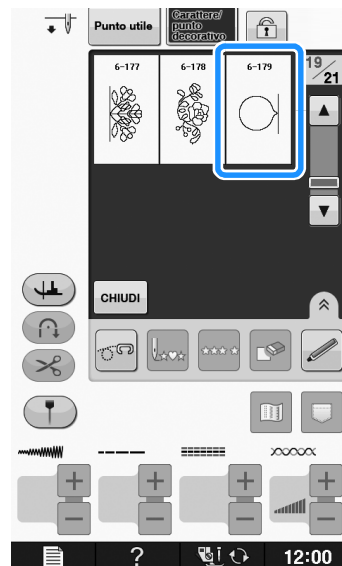 Punto utile
Carattere/
punto
decorativo
6-177
6-178
6-179
19/21
CHIUDI
?
12:00